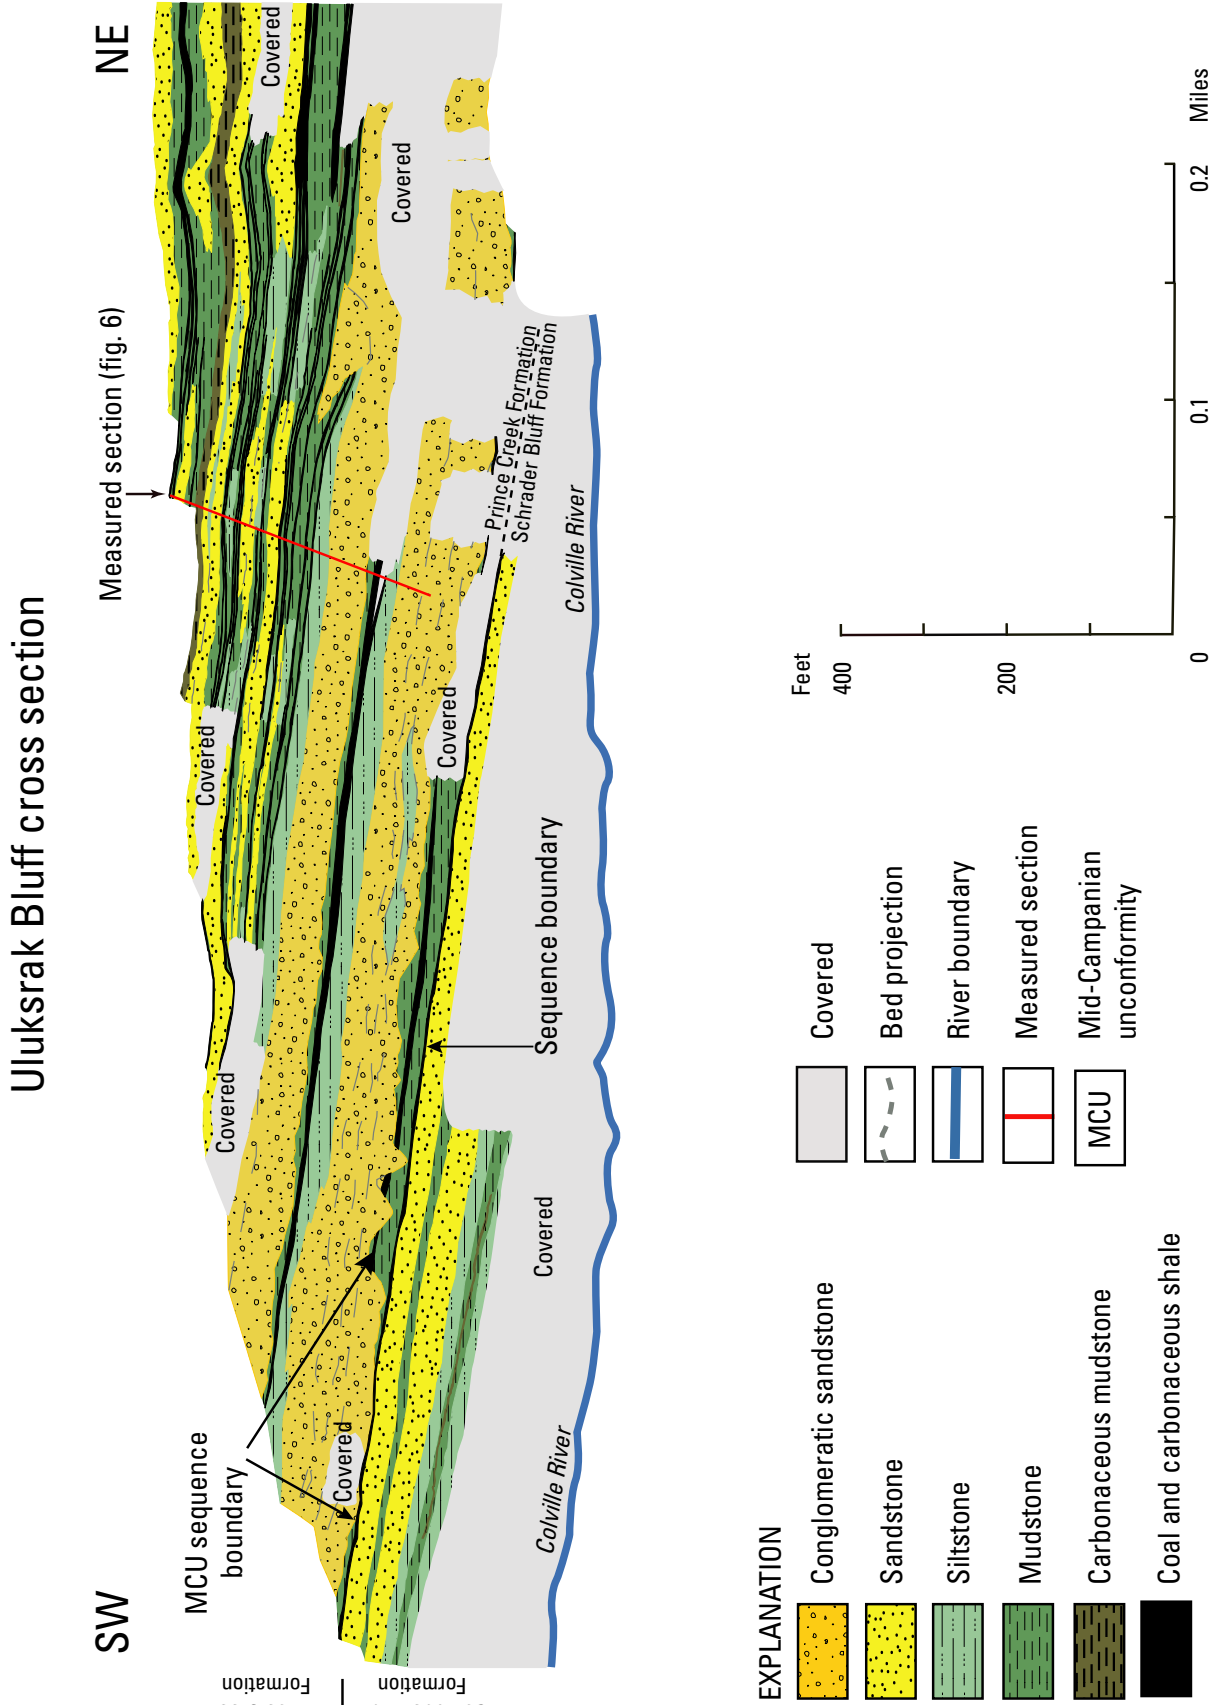 Uluksrak Bluff cross section
SW
NE
Measured section (fig. 6)
MCU sequence
boundary
Covered
Covered
Covered
Covered
Covered
Covered
Covered
Sequence boundary
Prince Creek Formation
Schrader Bluff Formation
Colville River
Colville River
Formation
Formation
EXPLANATION
Conglomeratic sandstone
Sandstone
Siltstone
Mudstone
Carbonaceous mudstone
Coal and carbonaceous shale
Covered
Bed projection
River boundary
Measured section
MCU
Mid-Campanian
unconformity
Feet
400
200
0
0.1
0.2
Miles